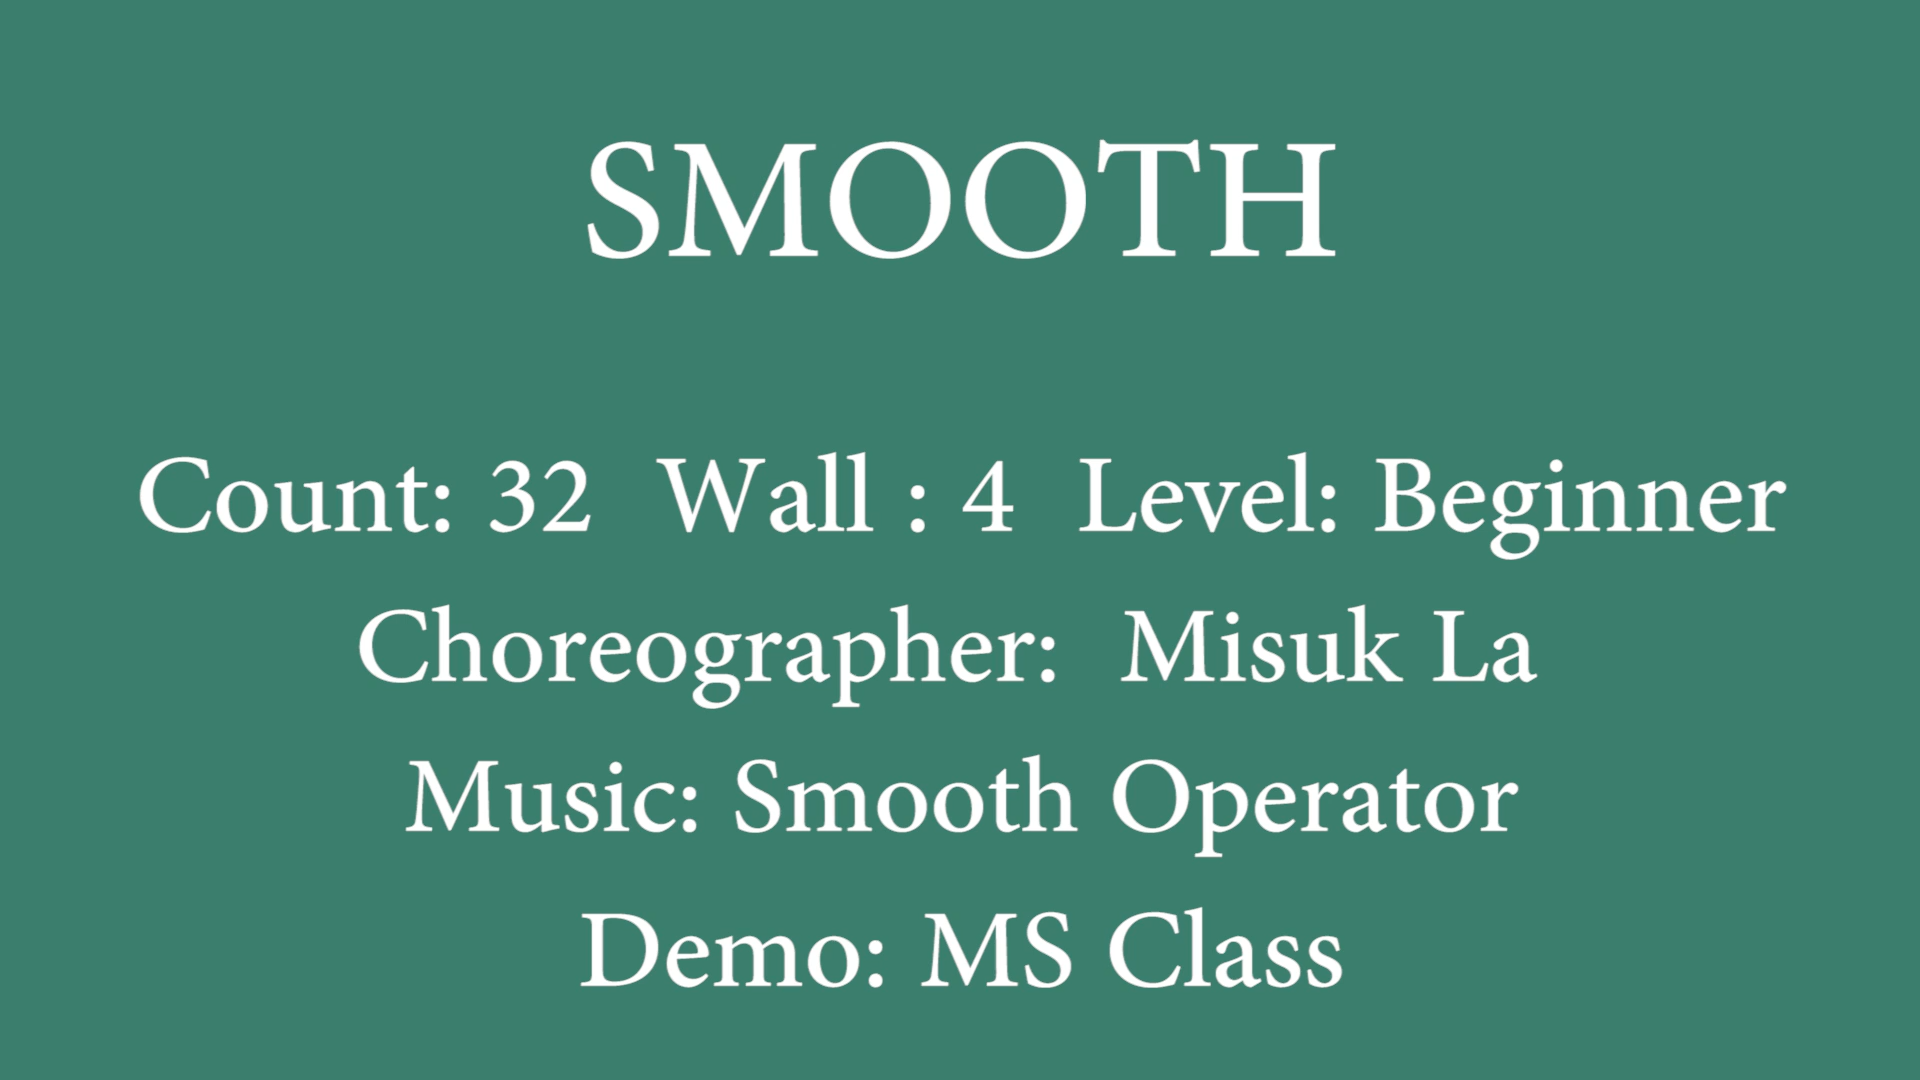 SMOOTH
Count: 32 Wall : 4 Level: Beginner
Choreographer: Misuk La
Music: Smooth Operator
Demo: MS Class